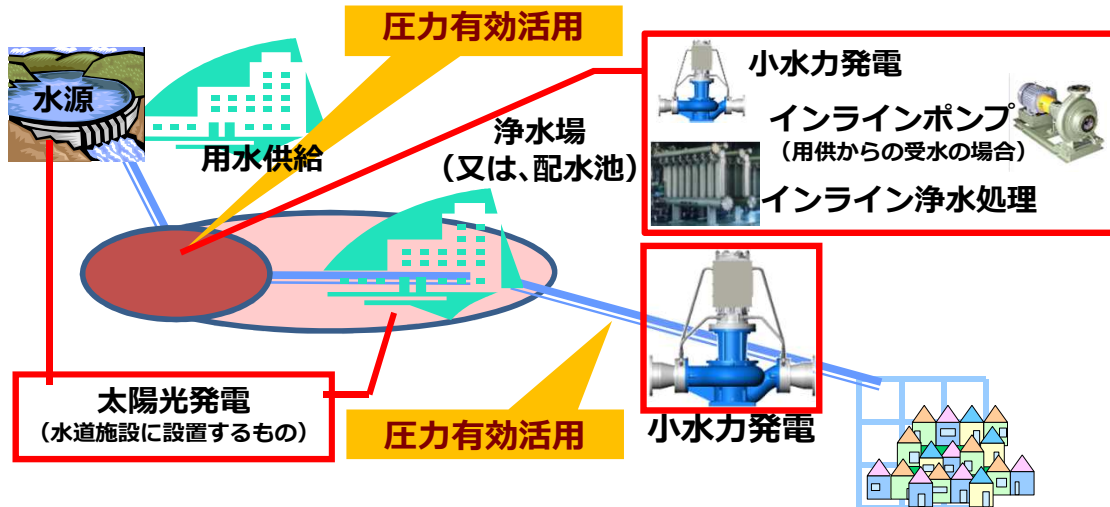 圧力有効活用
水源
用水供給
浄水場
(又は、配水池)
小水力発電
インラインポンプ
(用供からの受水の場合)
インライン浄水処理
太陽光発電
(水道施設に設置するもの)
圧力有効活用
小水力発電